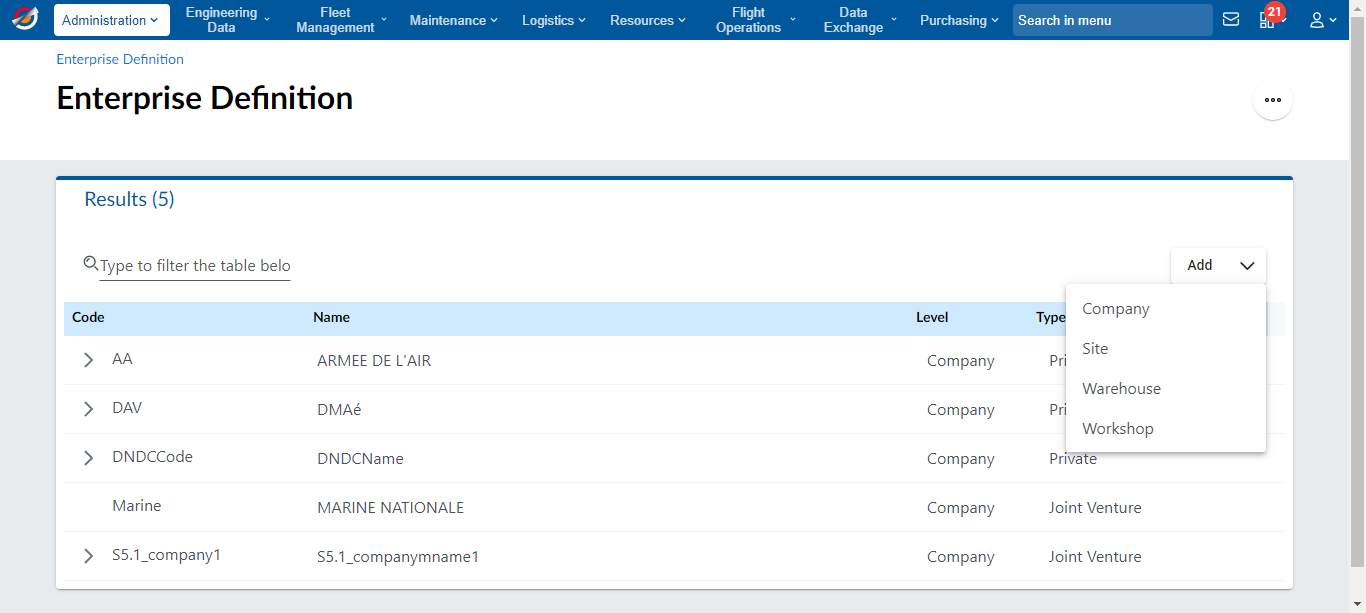 Administration
Engineering
Data
Fleet
Management
Maintenance
Logistics
Resources
Flight
Operations
Data
Exchange
Purchasing
Search in menu
21
Enterprise Definition
Enterprise Definition
Results (5)
Type to filter the table belo
Add
Company
Site
Warehouse
Workshop
Code Name Level Type
AA ARMEE DE L'AIR Company Pri
DAV DMAé Company Pri
DNDCCode DNDCName Company Private
Marine MARINE NATIONALE Company Joint Venture
S5.1_company1 S5.1_companymname1 Company Joint Venture